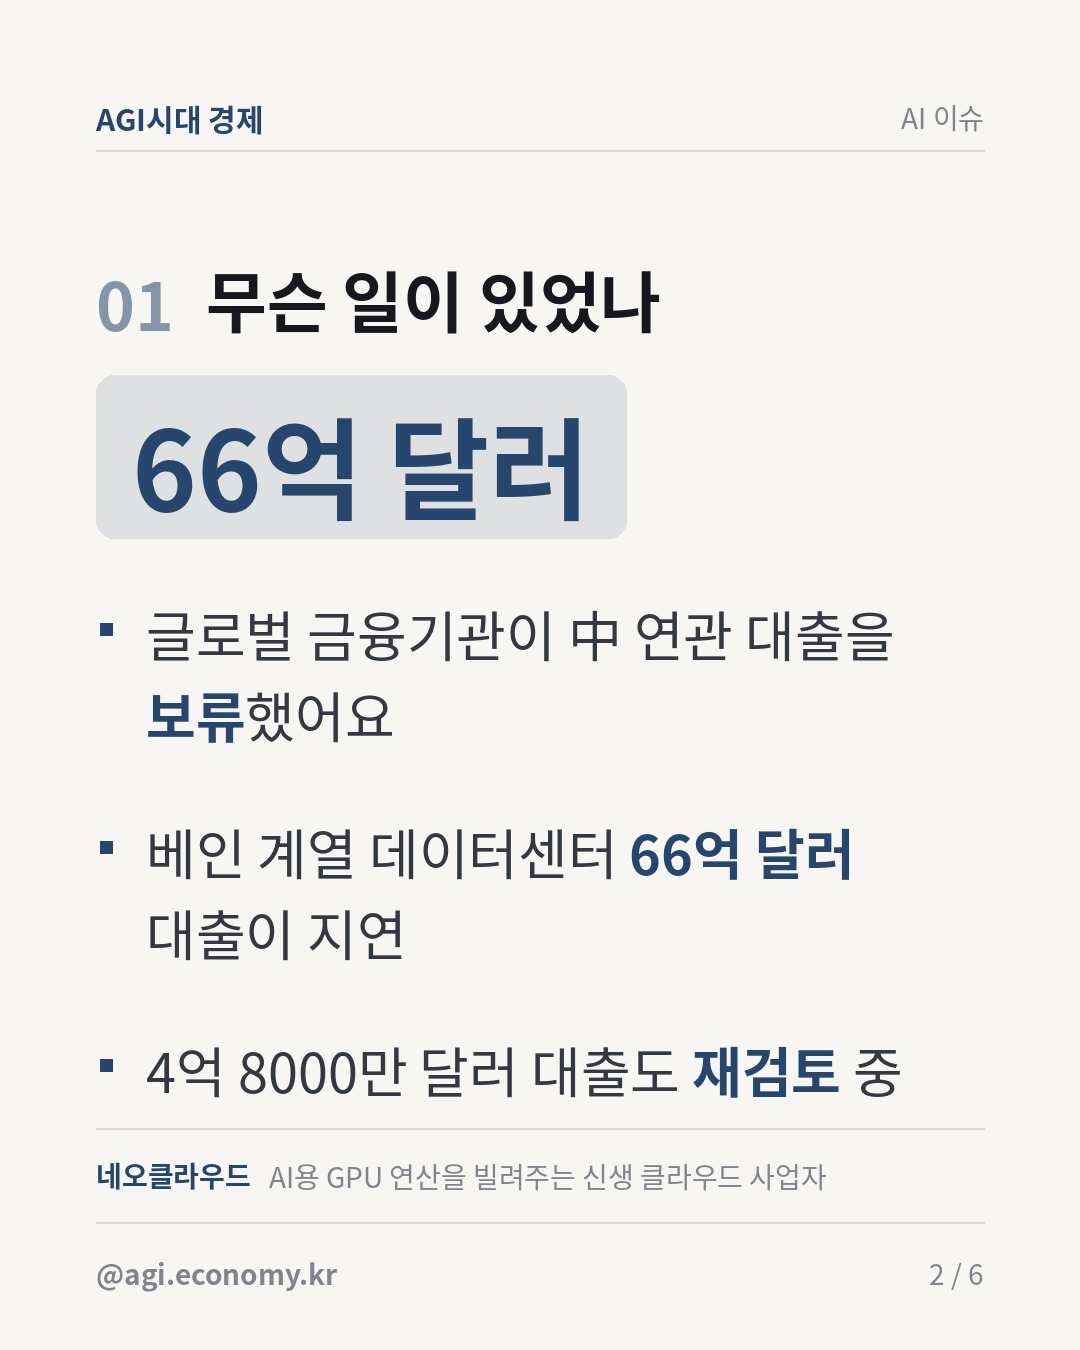 AGI시대 경제
AI 이슈
01 무슨 일이 있었나
66억 달러
▪ 글로벌 금융기관이 中 연관 대출을
보류했어요
▪ 베인 계열 데이터센터 66억 달러
대출이 지연
▪ 4억 8000만 달러 대출도 재검토 중
네오클라우드 AI용 GPU 연산을 빌려주는 신생 클라우드 사업자
@agi.economy.kr
2 / 6